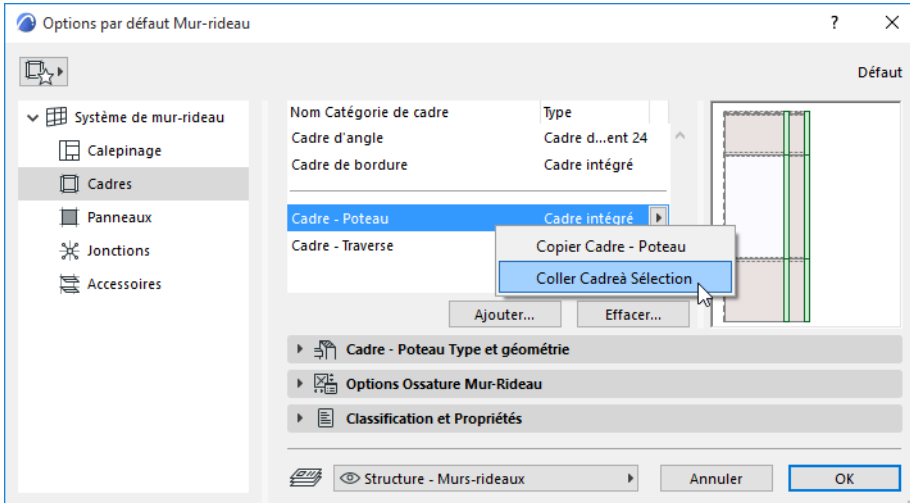 Options par défaut Mur-rideau ?
Défaut
Système de mur-rideau
Calepinage
Cadres
Panneaux
Jonctions
Accessoires
Nom Catégorie de cadre Type
Cadre d'angle Cadre d...ent 24
Cadre de bordure Cadre intégré
Cadre - Poteau Cadre intégré
Cadre - Traverse
Copier Cadre - Poteau
Coller Cadreà Sélection
Ajouter... Effacer...
Cadre - Poteau Type et géométrie
Options Ossature Mur-Rideau
Classification et Propriétés
Structure - Murs-rideaux Annuler OK